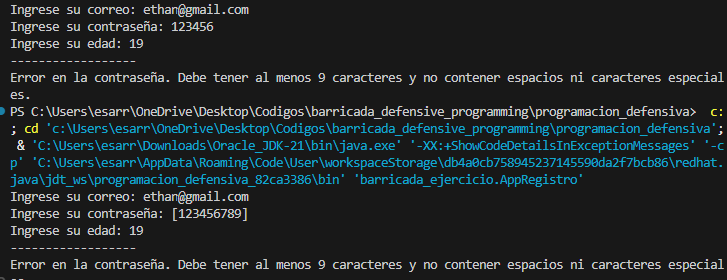 Ingrese su correo: ethan@gmail.com
Ingrese su contraseña: 123456
Ingrese su edad: 19
------------------
Error en la contraseña. Debe tener al menos 9 caracteres y no contener espacios ni caracteres especial
es.
PS C:\Users\esarr\OneDrive\Desktop\Codigos\barricada_defensive_programming\programacion_defensiva>  c:
; cd 'c:\Users\esarr\OneDrive\Desktop\Codigos\barricada_defensive_programming\programacion_defensiva';
 & 'C:\Users\esarr\Downloads\Oracle_JDK-21\bin\java.exe' '-XX:+ShowCodeDetailsInExceptionMessages' '-c
p' 'C:\Users\esarr\AppData\Roaming\Code\User\workspaceStorage\db4a0cb758945237145590da2f7bcb86\redhat.
java\jdt_ws\programacion_defensiva_82ca3386\bin' 'barricada_ejercicio.AppRegistro'
Ingrese su correo: ethan@gmail.com
Ingrese su contraseña: [123456789]
Ingrese su edad: 19
------------------
Error en la contraseña. Debe tener al menos 9 caracteres y no contener espacios ni caracteres especial